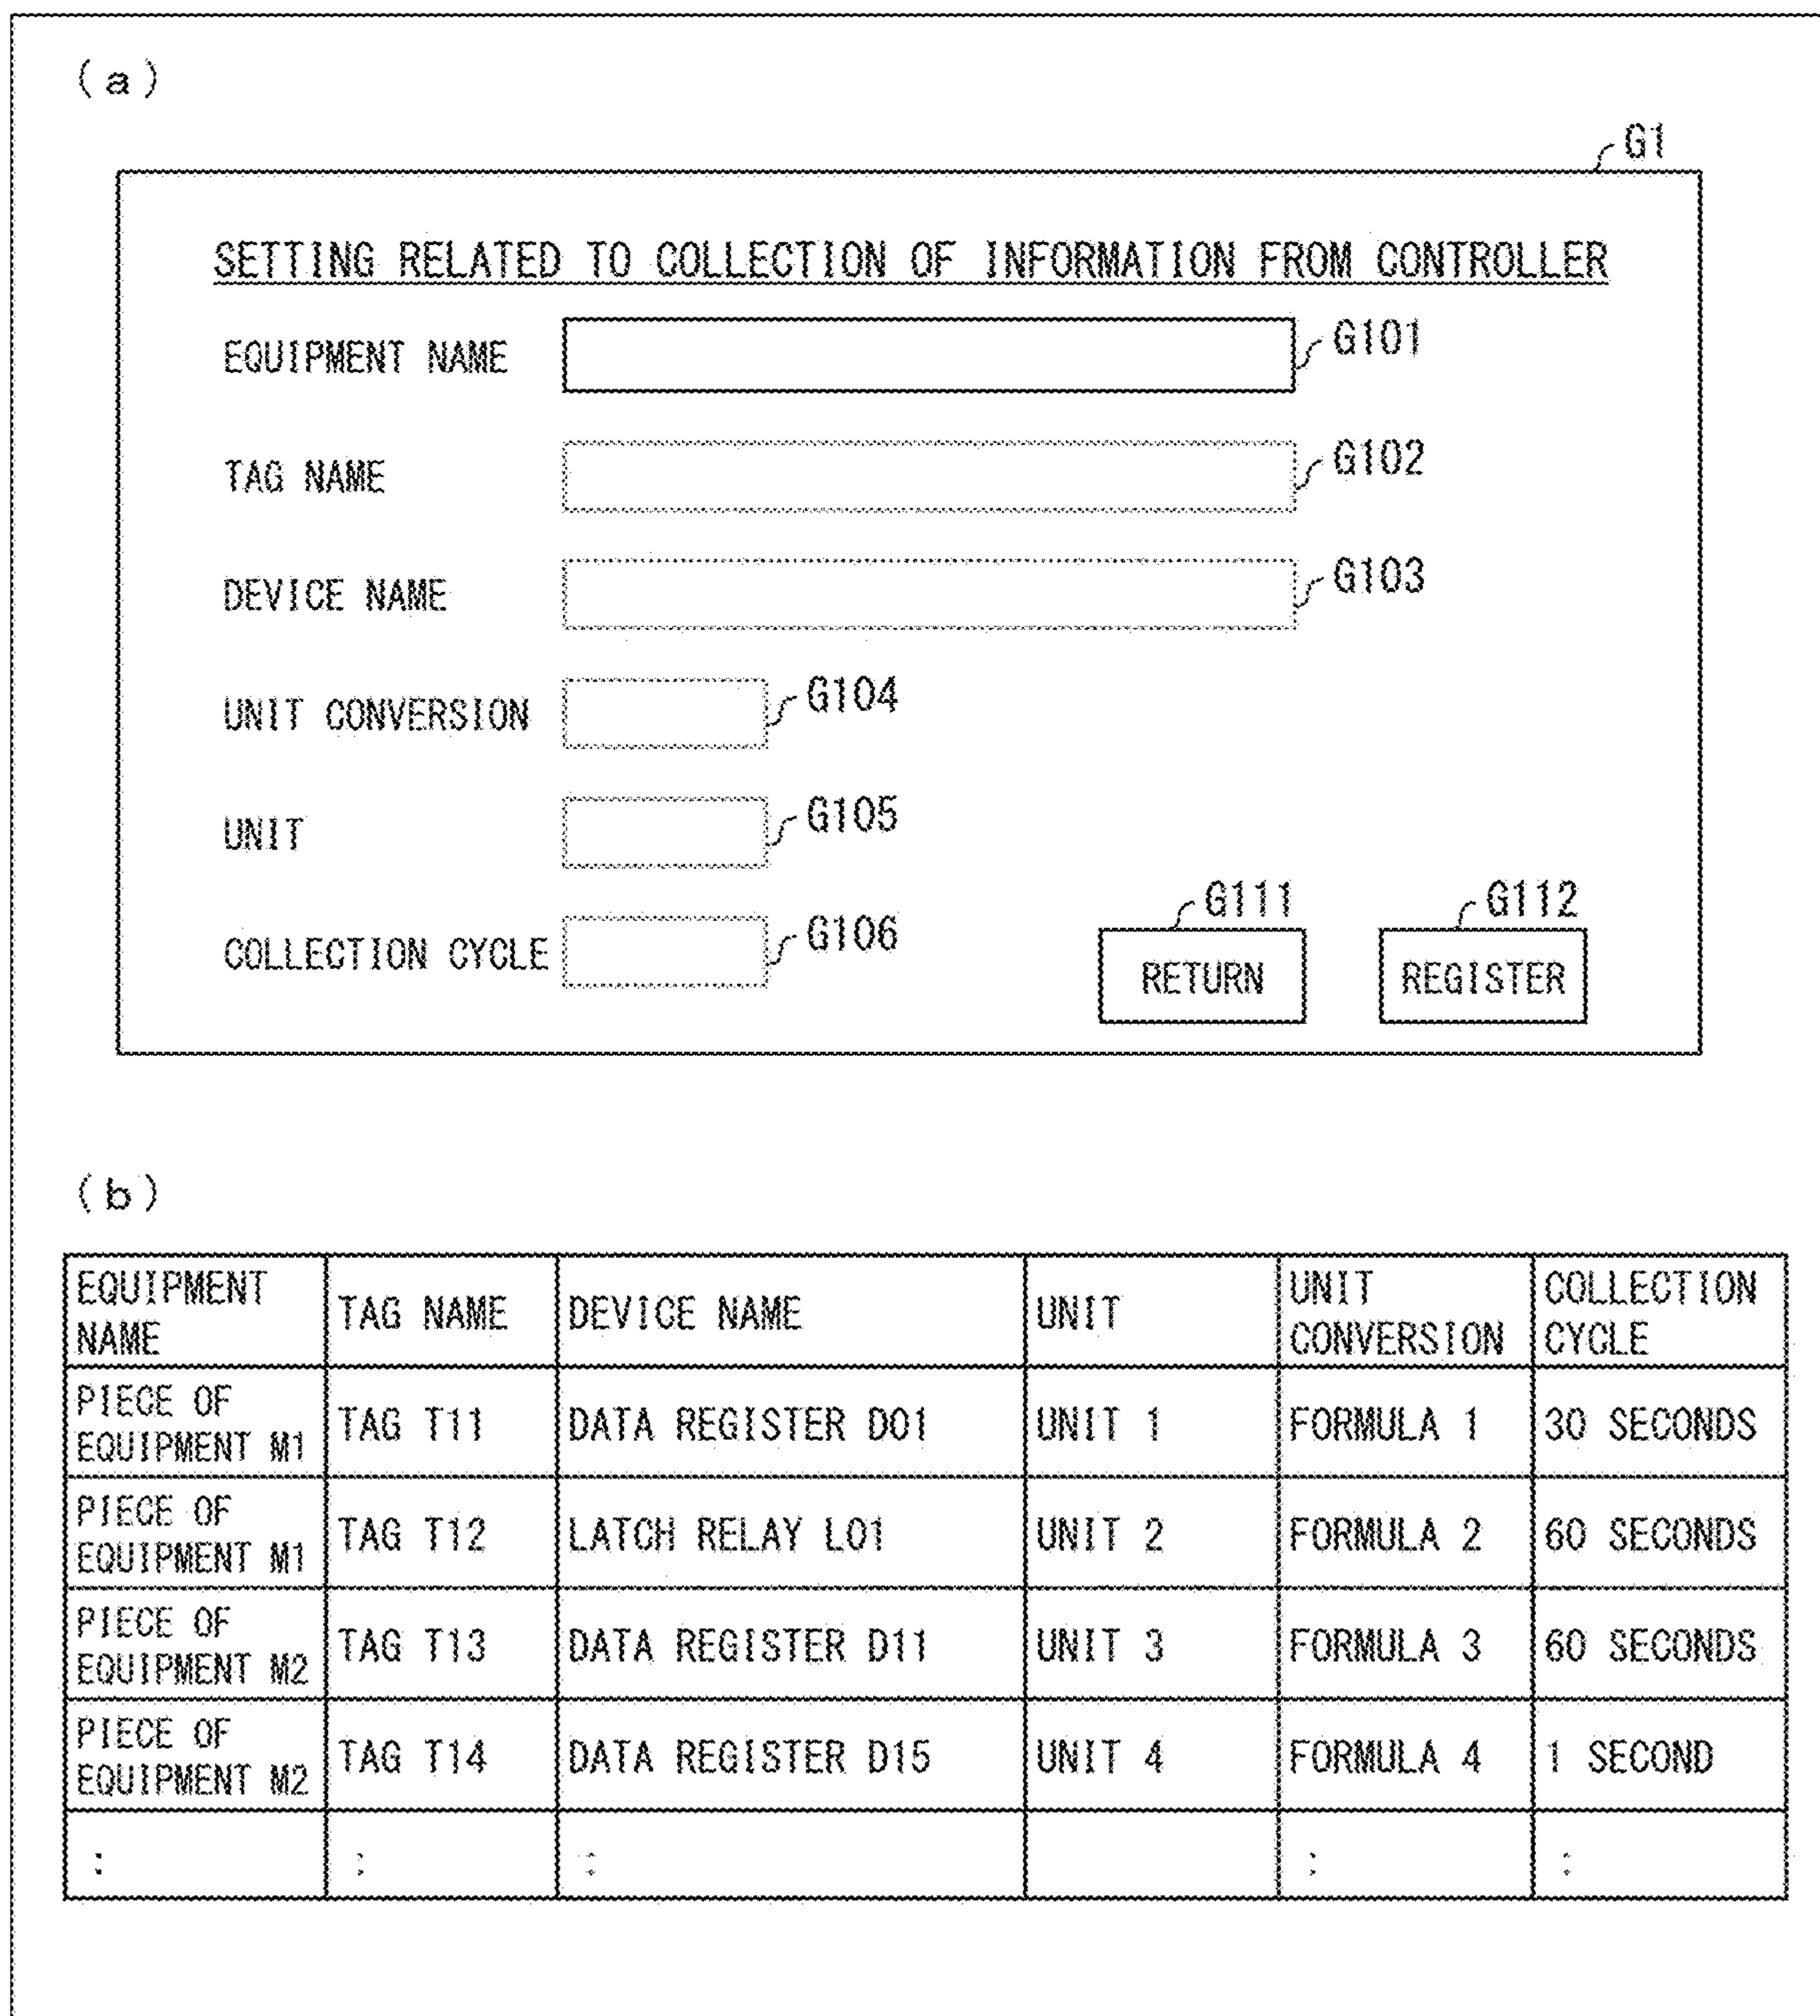 (a)
G1
SETTING RELATED TO COLLECTION OF INFORMATION FROM CONTROLLER
EQUIPMENT NAME G101
TAG NAME G102
DEVICE NAME G103
UNIT CONVERSION G104
UNIT G105
COLLECTION CYCLE G106
G111 G112
RETURN REGISTER
(b)
EQUIPMENT NAME TAG NAME DEVICE NAME UNIT UNIT CONVERSION COLLECTION CYCLE
PIECE OF EQUIPMENT M1 TAG T11 DATA REGISTER D01 UNIT 1 FORMULA 1 30 SECONDS
PIECE OF EQUIPMENT M1 TAG T12 LATCH RELAY L01 UNIT 2 FORMULA 2 60 SECONDS
PIECE OF EQUIPMENT M2 TAG T13 DATA REGISTER D11 UNIT 3 FORMULA 3 60 SECONDS
PIECE OF EQUIPMENT M2 TAG T14 DATA REGISTER D15 UNIT 4 FORMULA 4 1 SECOND
: : : : :